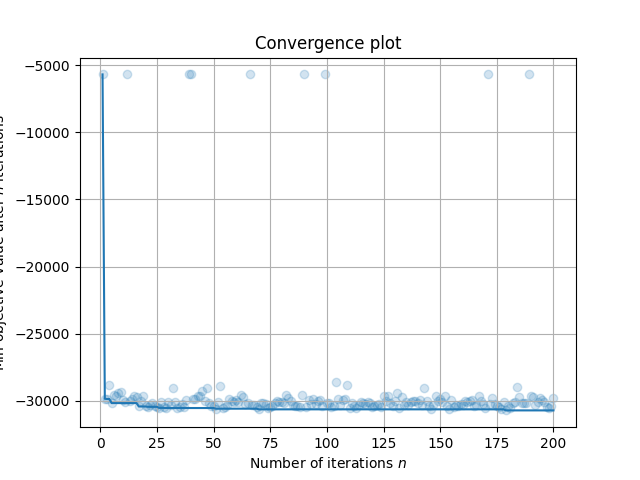 Convergence plot
Min objective value after n iterations
−5000
−10000
−15000
−20000
−25000
−30000
0 25 50 75 100 125 150 175 200
Number of iterations n